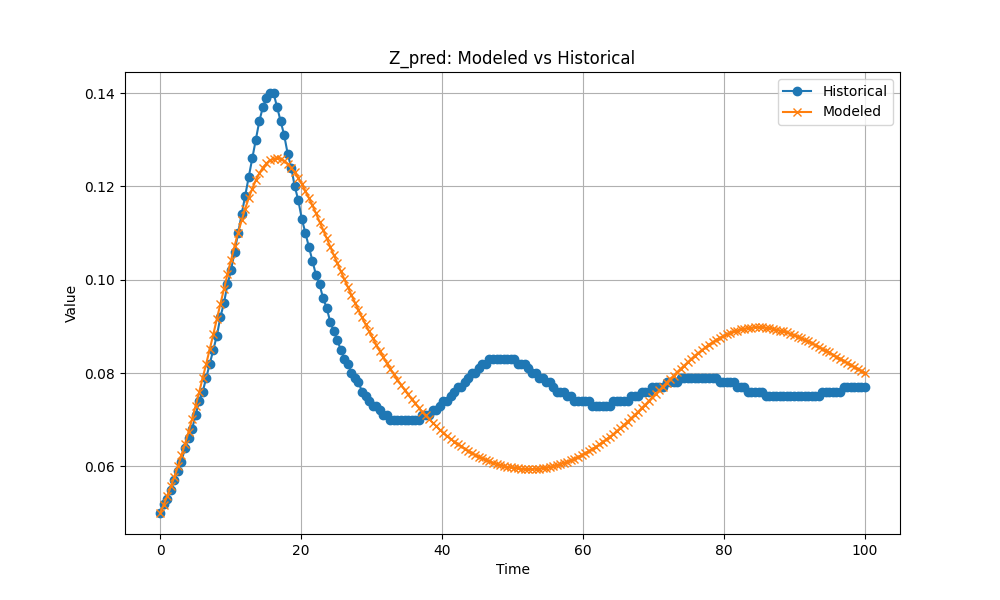 Z_pred: Modeled vs Historical
Historical
Modeled
Value
0.14
0.12
0.10
0.08
0.06
0 20 40 60 80 100
Time